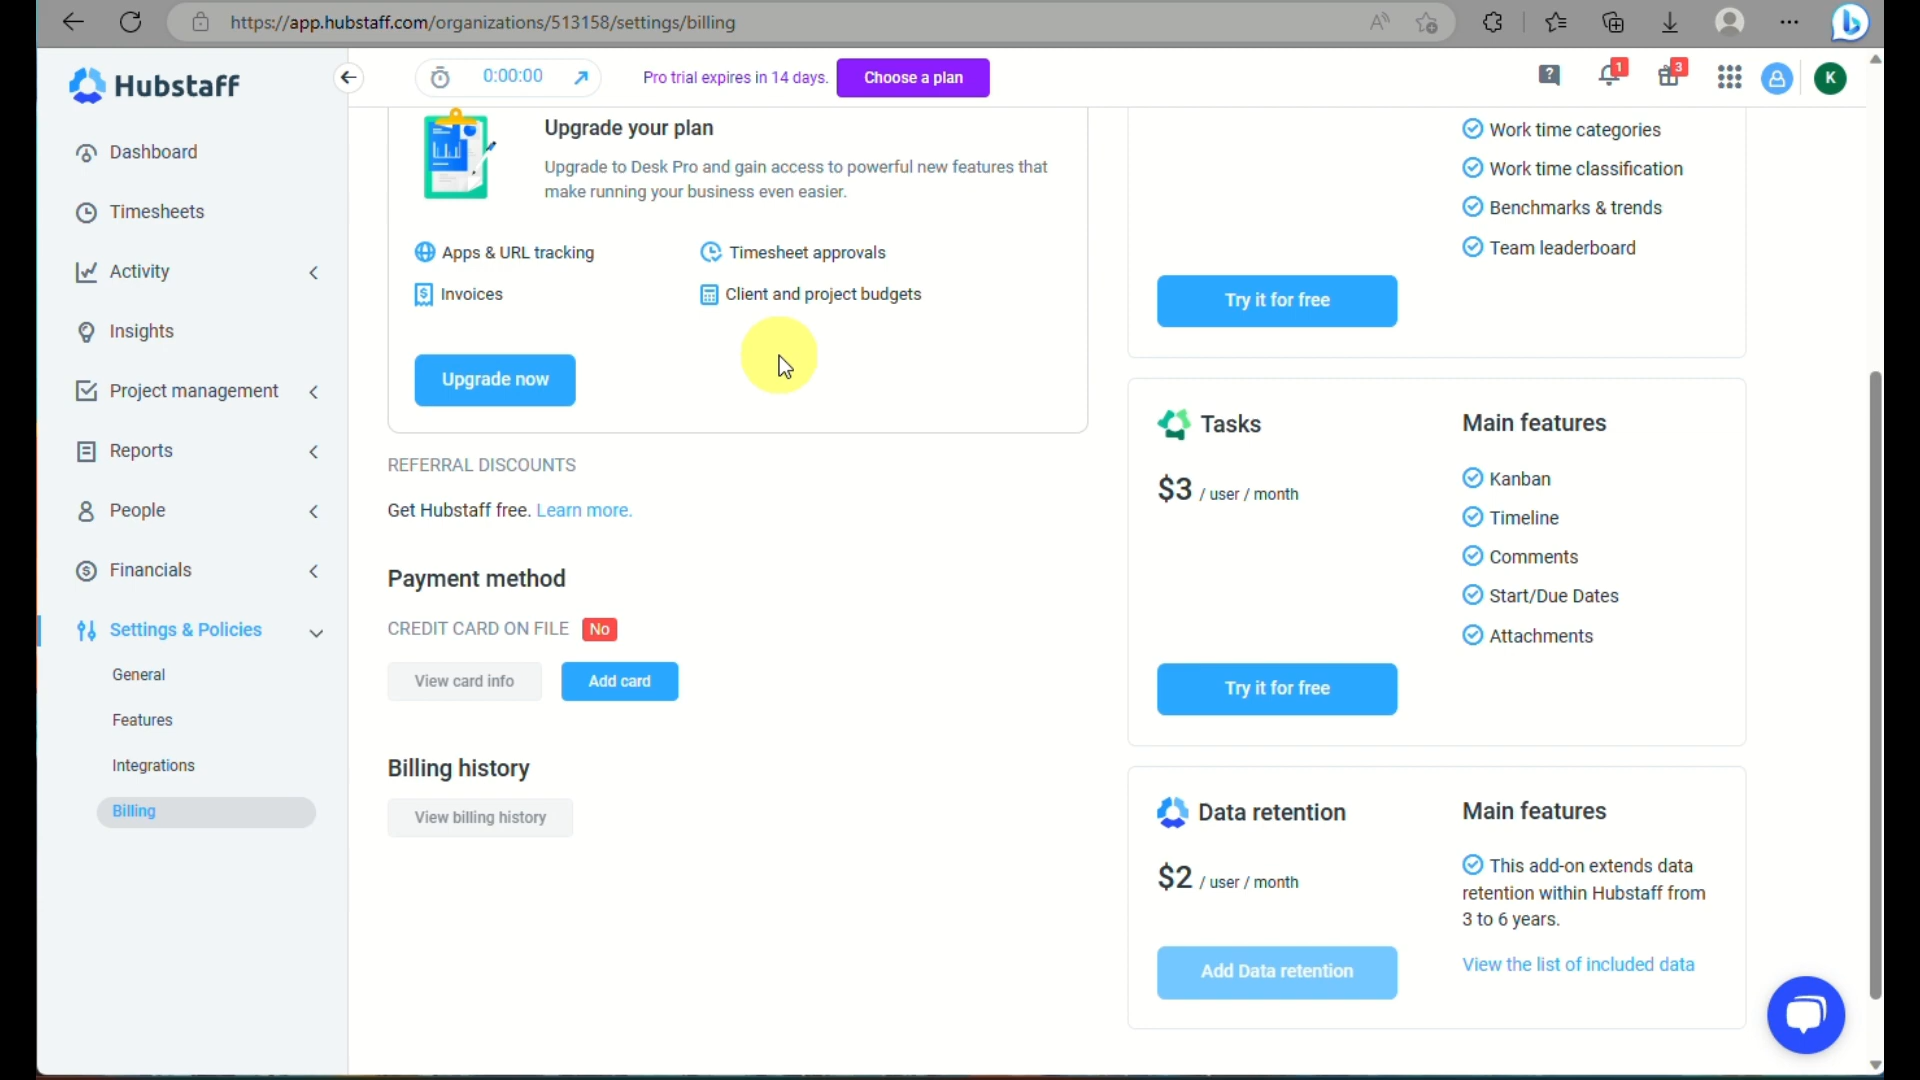 https://app.hubstaff.com/organizations/513158/settings/billing
Hubstaff
0:00:00
Pro trial expires in 14 days.
Choose a plan
?
1
3
K
Dashboard
Timesheets
Activity
Insights
Project management
Reports
People
Financials
Settings & Policies
General
Features
Integrations
Billing
Upgrade your plan
Upgrade to Desk Pro and gain access to powerful new features that
make running your business even easier.
Apps & URL tracking
Timesheet approvals
Invoices
Client and project budgets
Upgrade now
REFERRAL DISCOUNTS
Get Hubstaff free. Learn more.
Payment method
CREDIT CARD ON FILE No
View card info
Add card
Billing history
View billing history
Work time categories
Work time classification
Benchmarks & trends
Team leaderboard
Try it for free
Tasks
$3 / user / month
Main features
Kanban
Timeline
Comments
Start/Due Dates
Attachments
Try it for free
Data retention
$2 / user / month
Main features
This add-on extends data
retention within Hubstaff from
3 to 6 years.
Add Data retention
View the list of included data